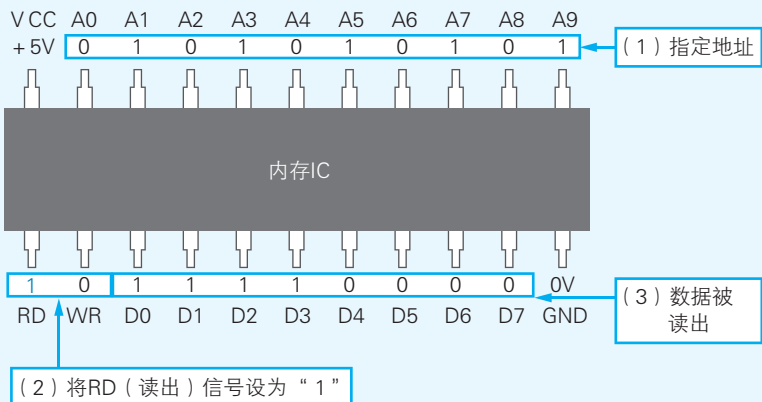 VCC A0 A1 A2 A3 A4 A5 A6 A7 A8 A9
+5V 0 1 0 1 0 1 0 1 0 1
（1）指定地址
内存IC
1 0 1 1 1 1 0 0 0 0 0V
RD WR D0 D1 D2 D3 D4 D5 D6 D7 GND
（3）数据被
读出
（2）将RD（读出）信号设为“1”